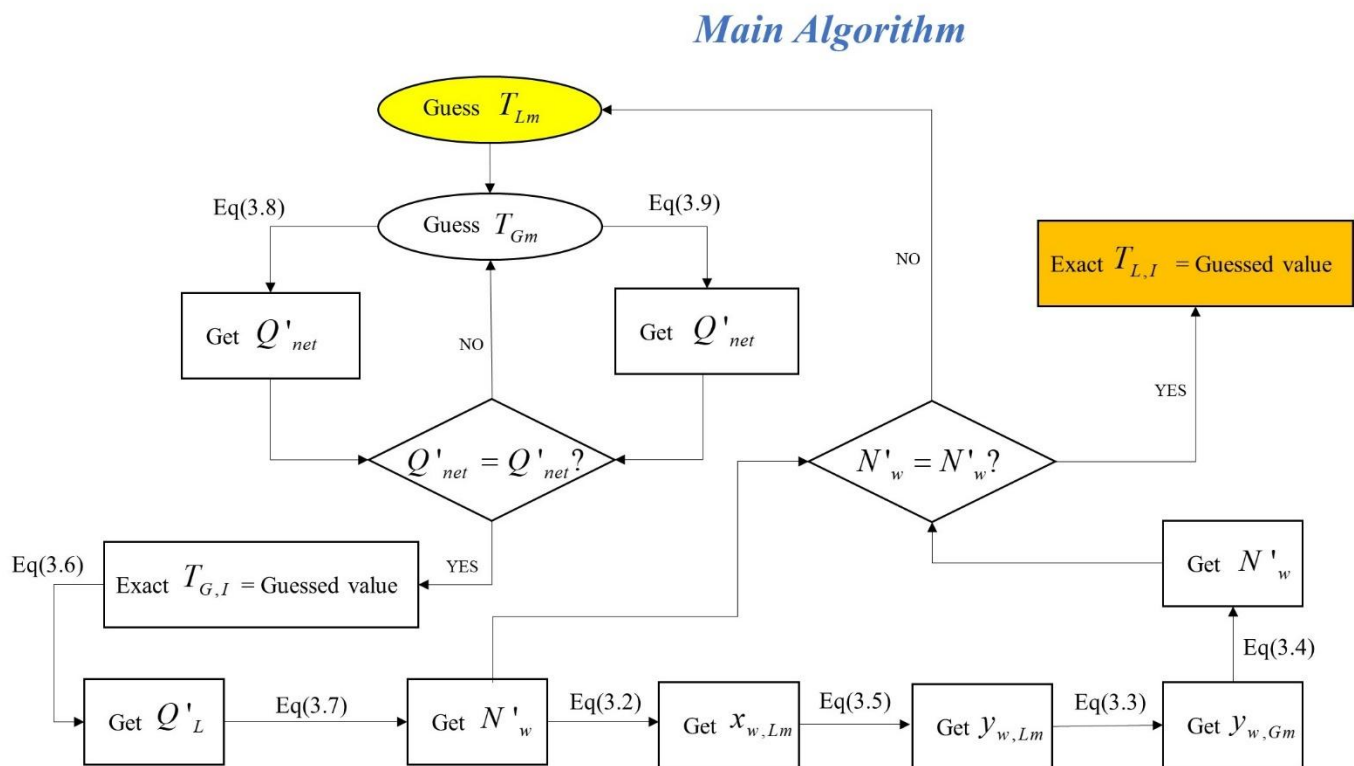 Main Algorithm
Guess T_Lm
Eq(3.8)
Guess T_Gm
Eq(3.9)
Get Q'_net
NO
Get Q'_net
NO
Exact T_L,I = Guessed value
YES
Q'_net = Q'_net?
N'_w = N'_w?
Eq(3.6)
Exact T_G,I = Guessed value
YES
Get N'_w
Eq(3.4)
Get Q'_L
Eq(3.7)
Get N'_w
Eq(3.2)
Get x_w,Lm
Eq(3.5)
Get y_w,Lm
Eq(3.3)
Get y_w,Gm